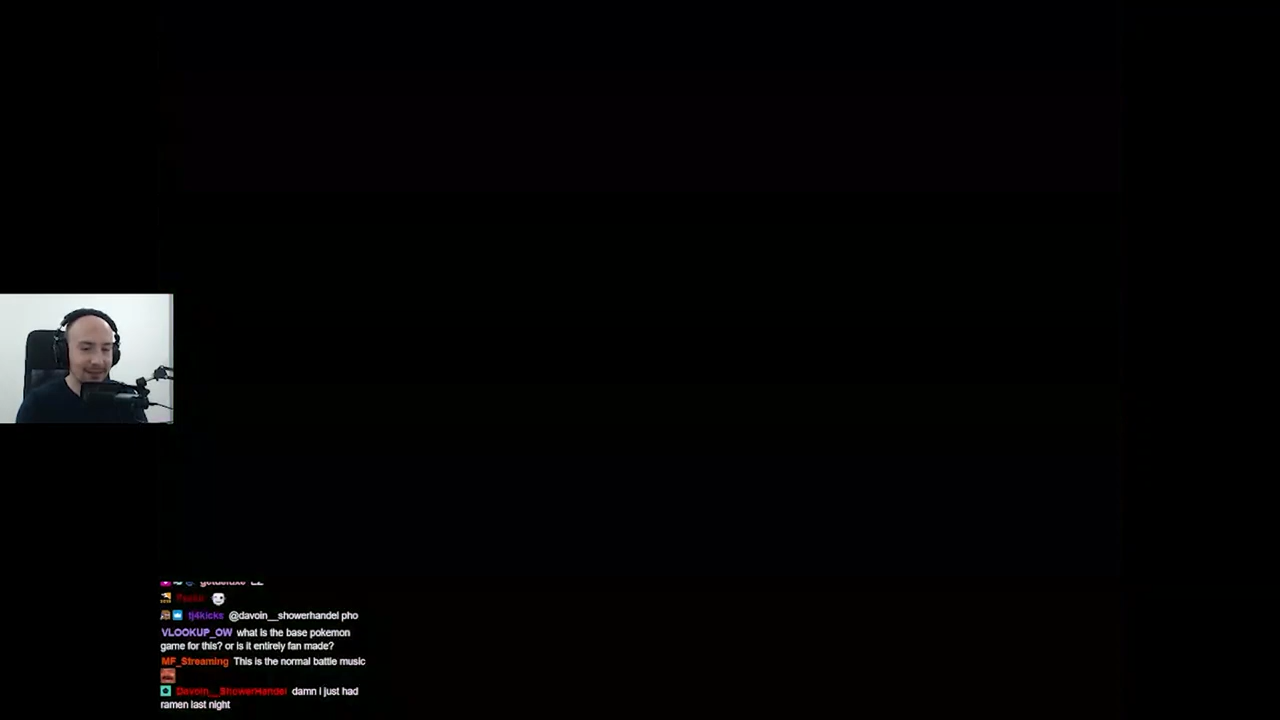 tj4kicks @davoin__showerhandel pho
VLOOKUP_OW what is the base pokemon
game for this? or is it entirely fan made?
MF_Streaming This is the normal battle music
Davoin__ShowerHandel damn i just had
ramen last night